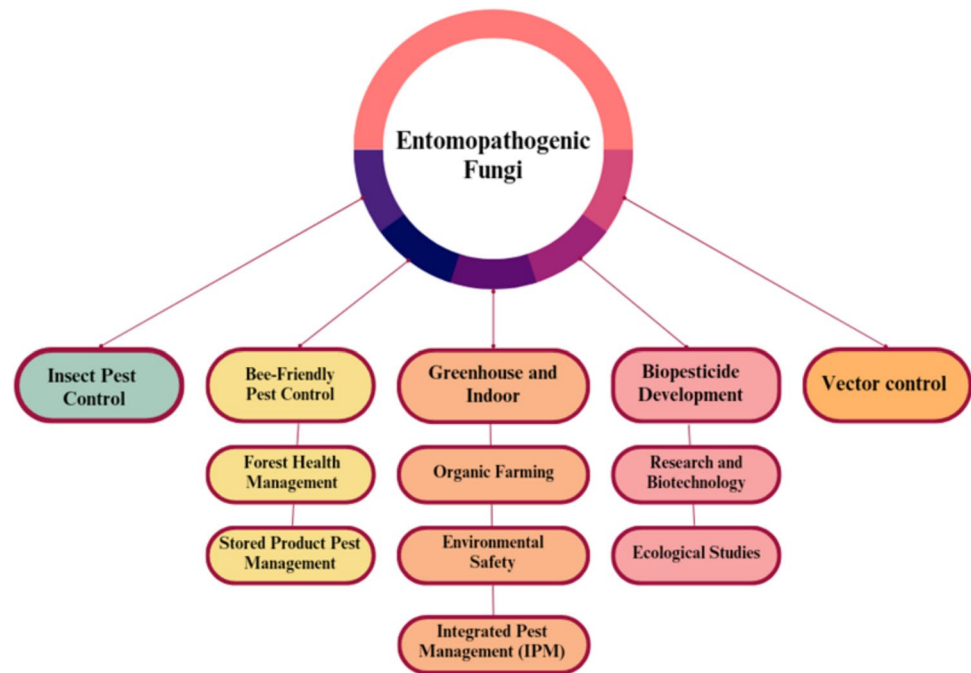 Entomopathogenic
Fungi
Insect Pest
Control
Bee-Friendly
Pest Control
Greenhouse and
Indoor
Biopesticide
Development
Vector control
Forest Health
Management
Organic Farming
Research and
Biotechnology
Stored Product Pest
Management
Environmental
Safety
Ecological Studies
Integrated Pest
Management (IPM)